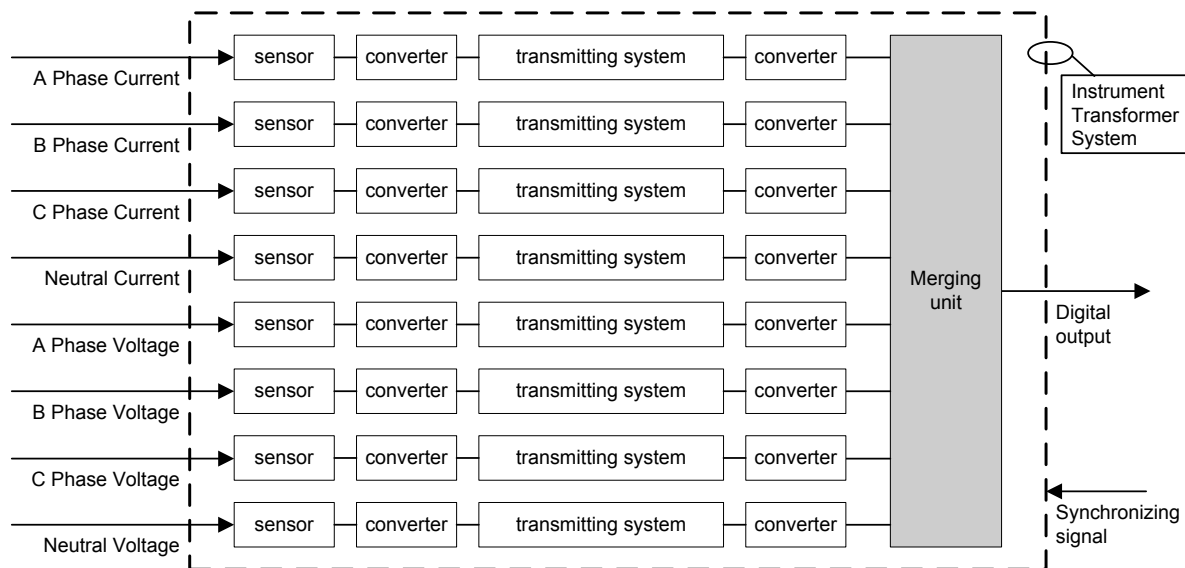 sensor converter transmitting system converter
A Phase Current
sensor converter transmitting system converter
B Phase Current
sensor converter transmitting system converter
C Phase Current
sensor converter transmitting system converter
Neutral Current
sensor converter transmitting system converter
A Phase Voltage
sensor converter transmitting system converter
B Phase Voltage
sensor converter transmitting system converter
C Phase Voltage
sensor converter transmitting system converter
Neutral Voltage
Merging
unit
Instrument
Transformer
System
Digital
output
Synchronizing
signal